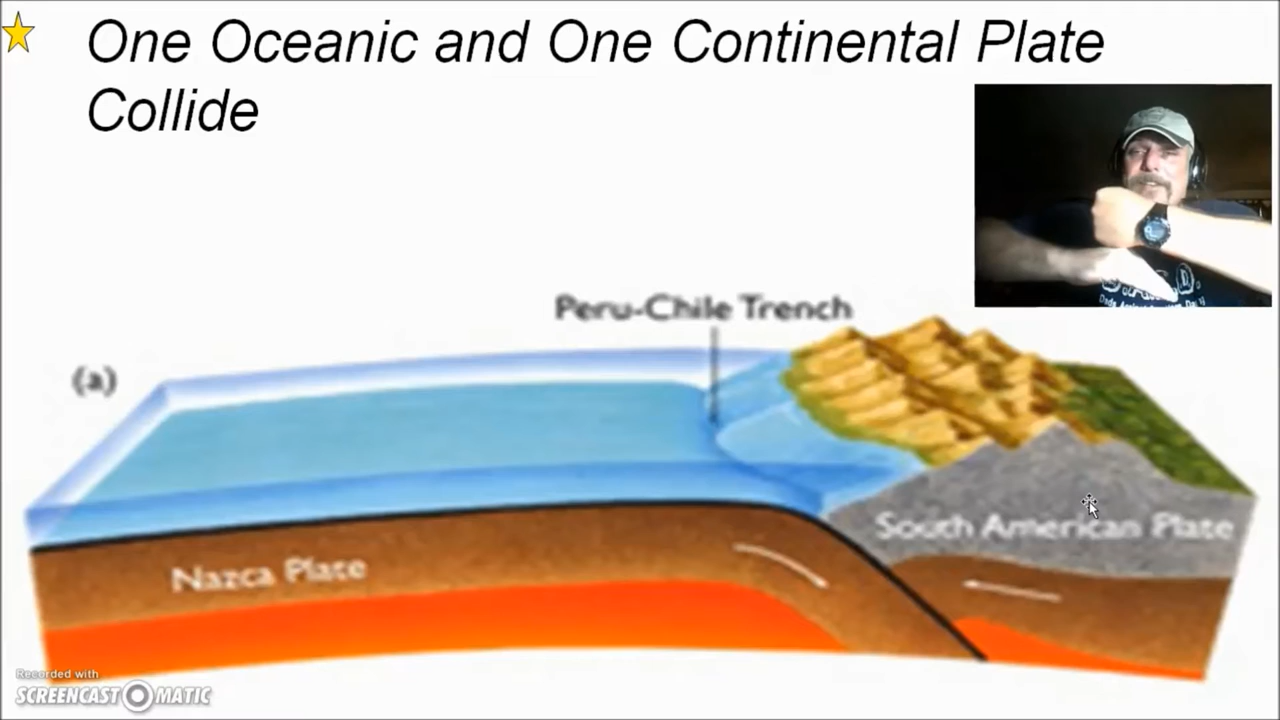 One Oceanic and One Continental Plate
Collide
Peru-Chile Trench
(a)
South American Plate
Nazca Plate
Recorded with
SCREENCAST MATIC